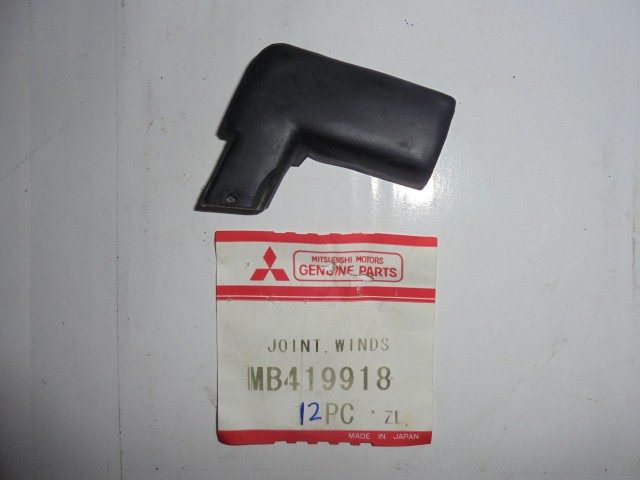 MITSUBISHI MOTORS
GENUINE PARTS
JOINT, WINDS
MB419918
12PC ZL
MADE IN JAPAN